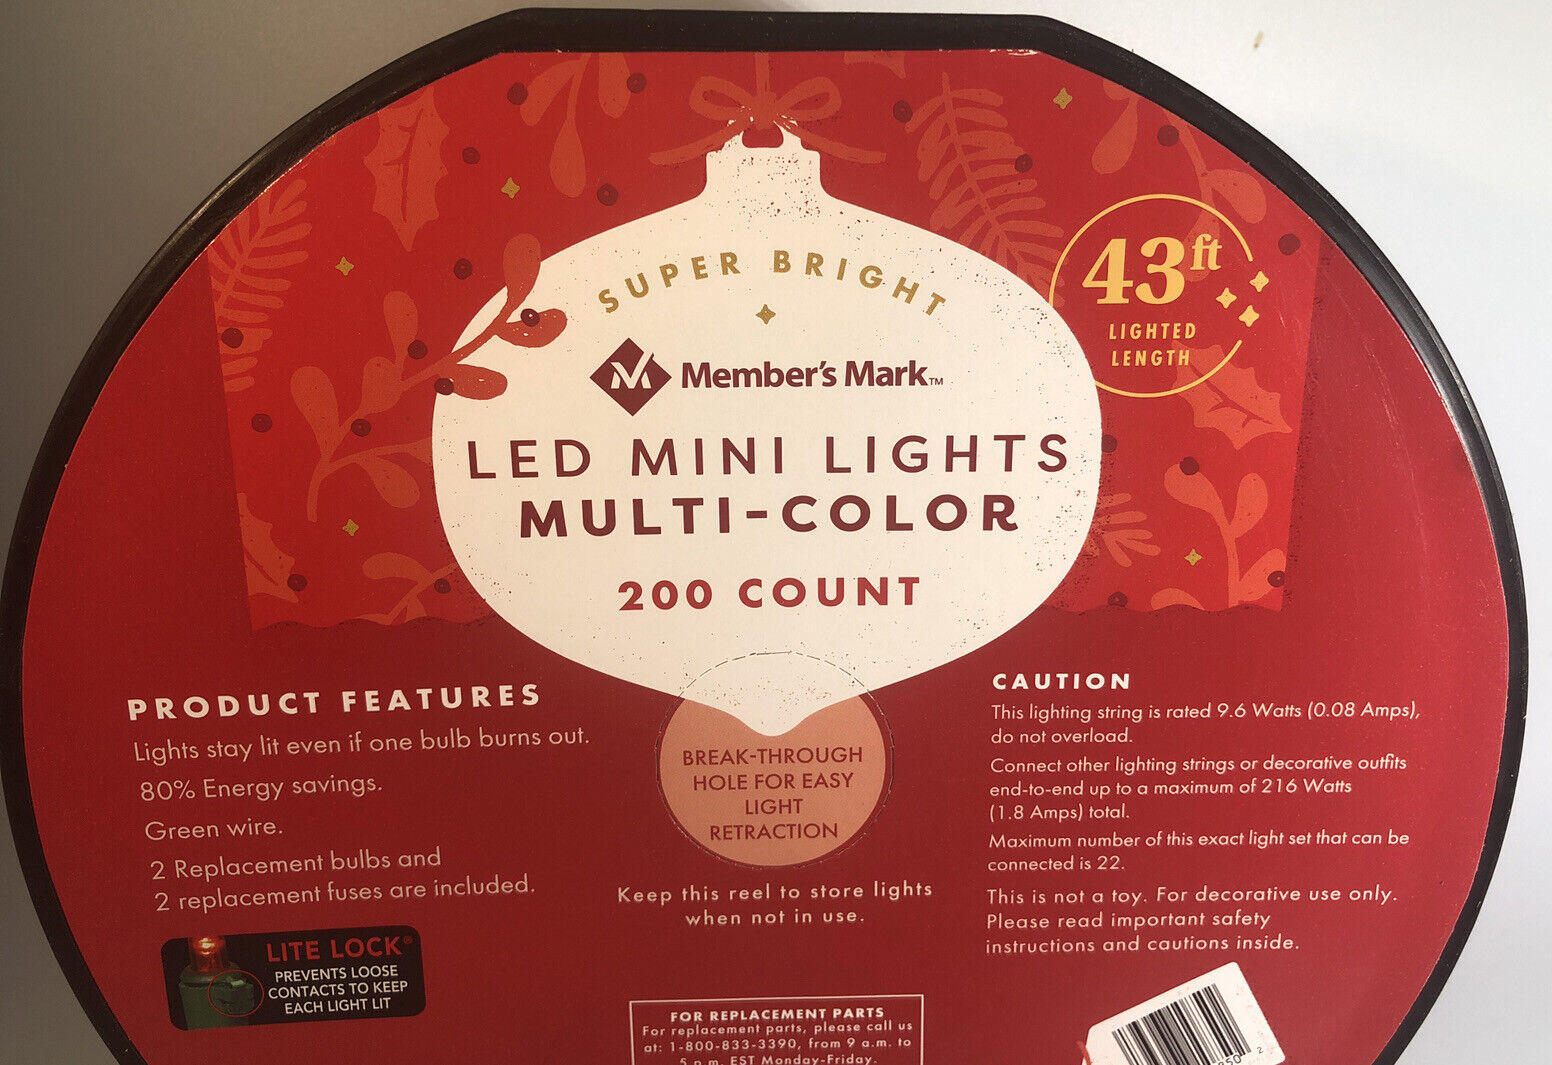 SUPER BRIGHT
Member's Mark™
LED MINI LIGHTS
MULTI-COLOR
200 COUNT
43ft
LIGHTED
LENGTH
PRODUCT FEATURES
Lights stay lit even if one bulb burns out.
80% Energy savings.
Green wire.
2 Replacement bulbs and
2 replacement fuses are included.
LITE LOCK®
PREVENTS LOOSE
CONTACTS TO KEEP
EACH LIGHT LIT
BREAK-THROUGH
HOLE FOR EASY
LIGHT
RETRACTION
Keep this reel to store lights
when not in use.
FOR REPLACEMENT PARTS
For replacement parts, please call us
at: 1-800-833-3390, from 9 a.m. to
5 p.m. EST Monday-Friday.
CAUTION
This lighting string is rated 9.6 Watts (0.08 Amps),
do not overload.
Connect other lighting strings or decorative outfits
end-to-end up to a maximum of 216 Watts
(1.8 Amps) total.
Maximum number of this exact light set that can be
connected is 22.
This is not a toy. For decorative use only.
Please read important safety
instructions and cautions inside.